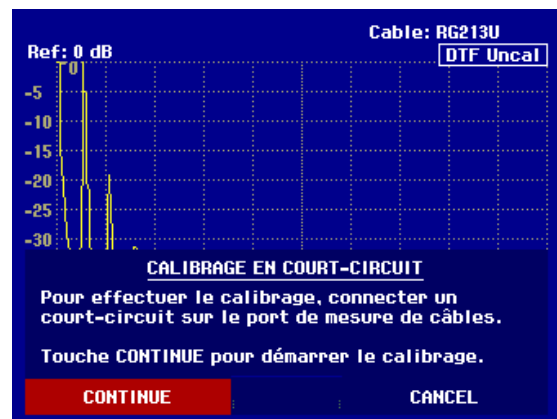 Cable: RG213U
Ref: 0 dB
DTF Uncal
0
-5
-10
-15
-20
-25
-30
CALIBRAGE EN COURT-CIRCUIT
Pour effectuer le calibrage, connecter un
court-circuit sur le port de mesure de câbles.
Touche CONTINUE pour démarrer le calibrage.
CONTINUE
CANCEL